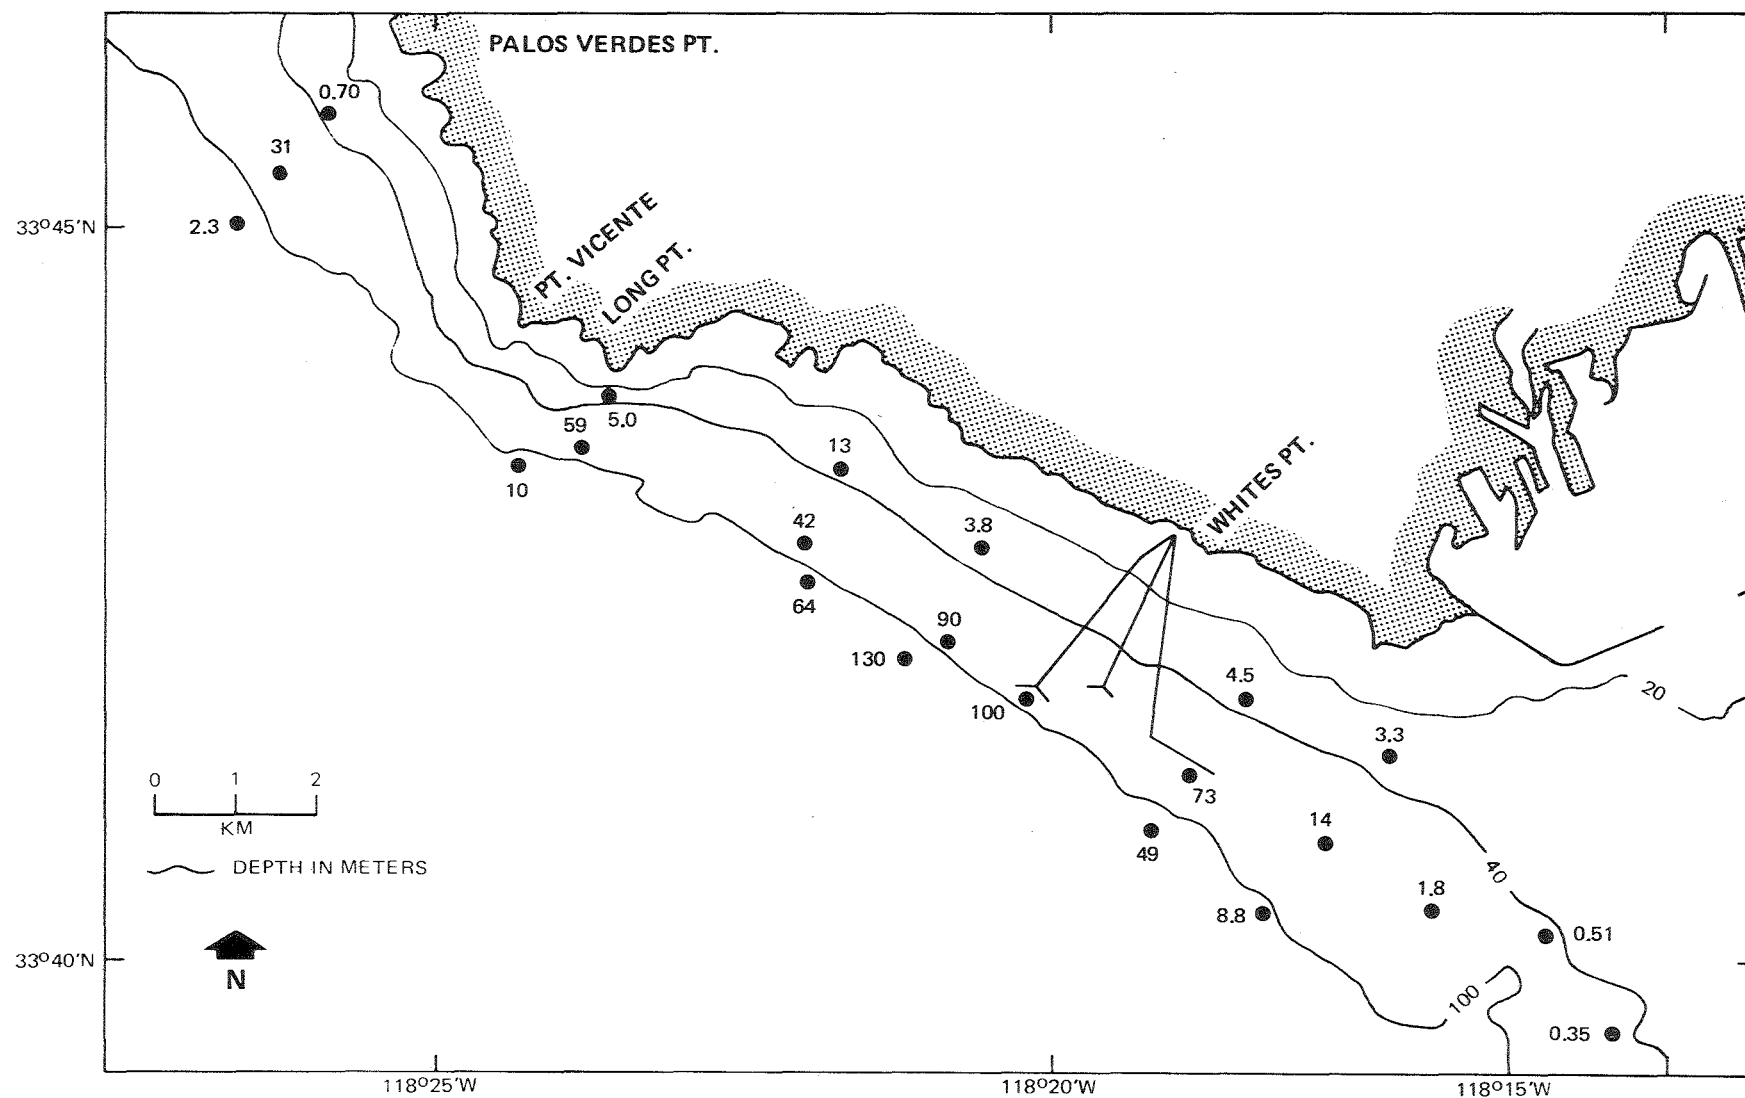 PALOS VERDES PT.
0.70
31
2.3
33°45'N
PT. VICENTE
LONG PT.
5.0
59
10
13
42
3.8
WHITES PT.
64
90
130
100
4.5
20
3.3
73
0 1 2
KM
14
49
DEPTH IN METERS
40
1.8
8.8
0.51
33°40'N
N
100
0.35
118°25'W
118°20'W
118°15'W